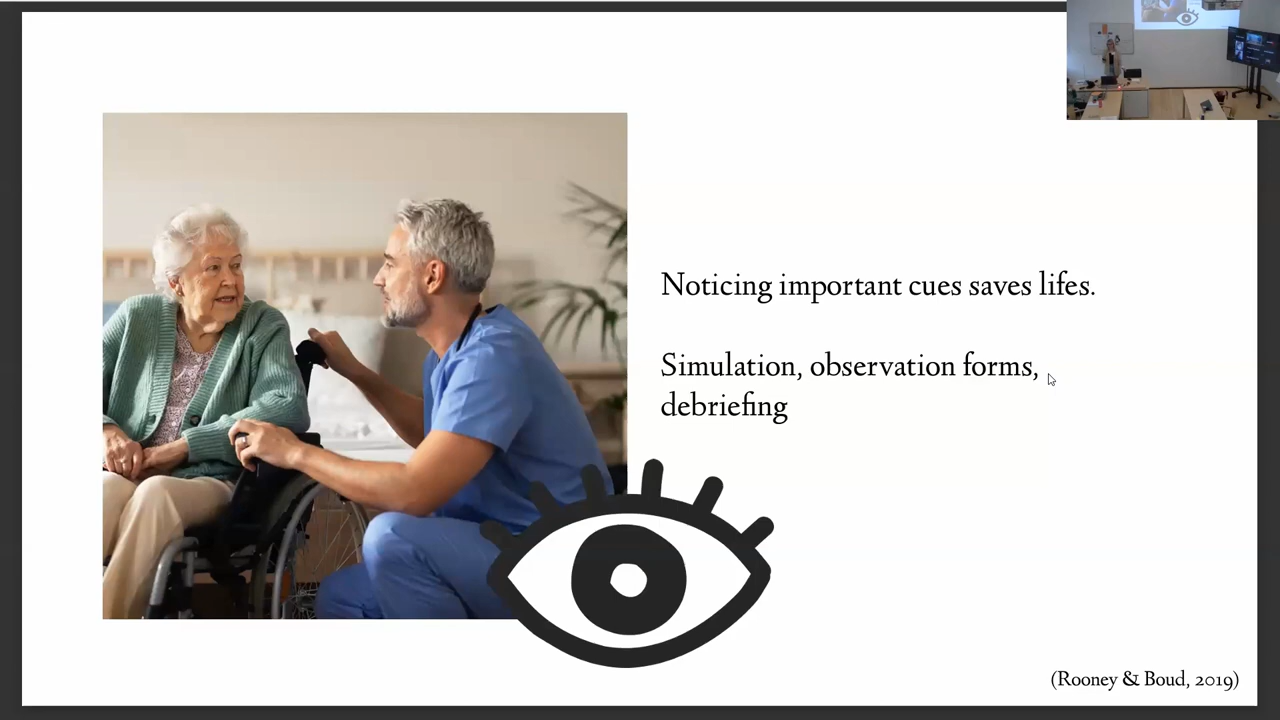 Noticing important cues saves lifes.
Simulation, observation forms,
debriefing
(Rooney & Boud, 2019)